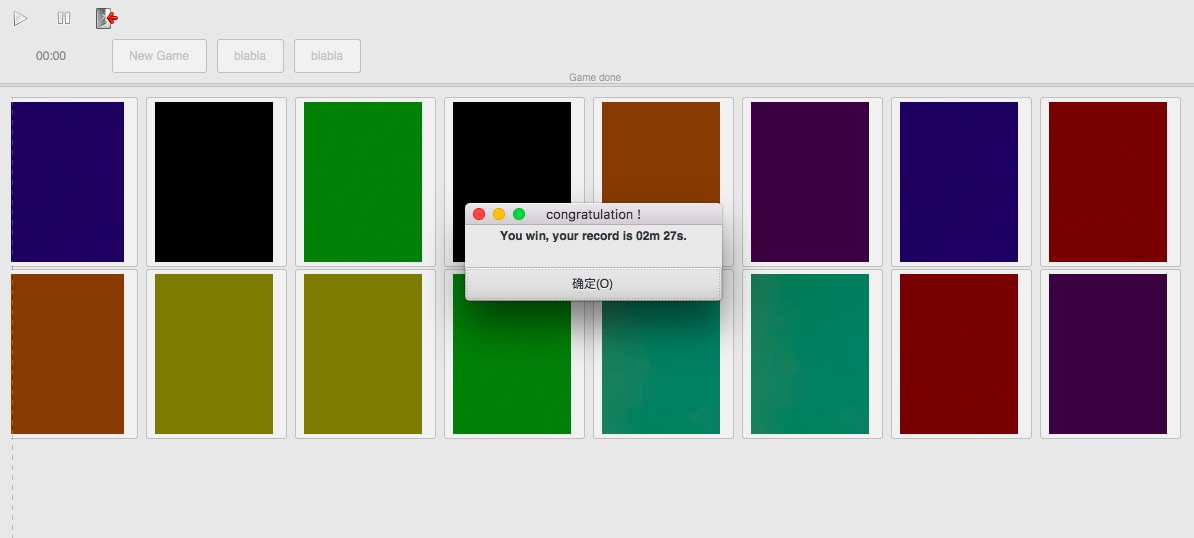 00:00
New Game
blabla
blabla
Game done
congratulation !
You win, your record is 02m 27s.
确定(O)